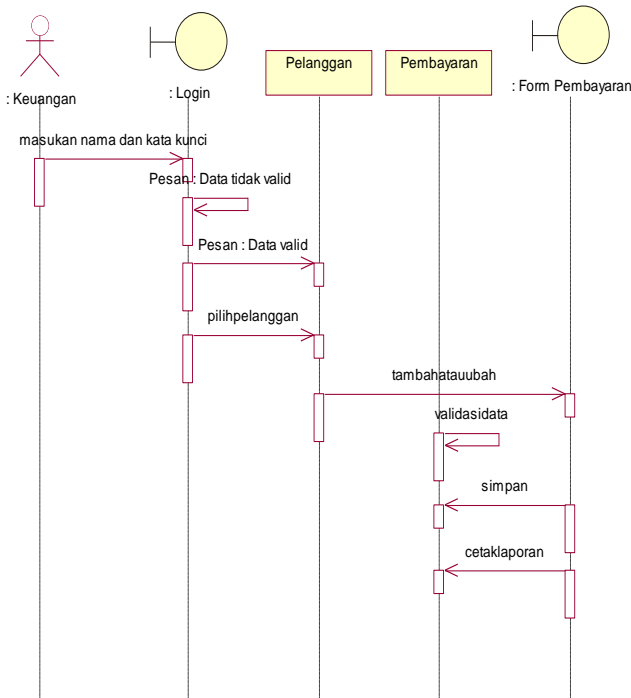 Pelanggan
Pembayaran
: Keuangan
: Login
: Form Pembayaran
masukan nama dan kata kunci
Pesan : Data tidak valid
Pesan : Data valid
pilihpelanggan
tambahatauubah
validasidata
simpan
cetaklaporan